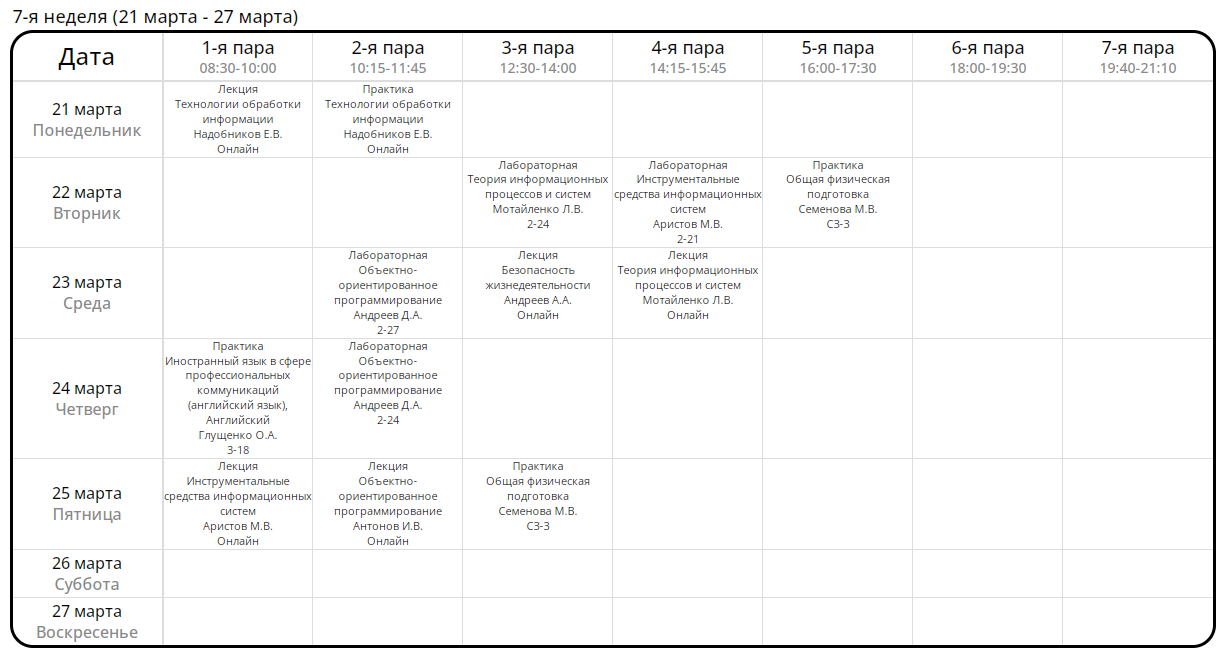 7-я неделя (21 марта - 27 марта)
Дата
1-я пара
08:30-10:00
2-я пара
10:15-11:45
3-я пара
12:30-14:00
4-я пара
14:15-15:45
5-я пара
16:00-17:30
6-я пара
18:00-19:30
7-я пара
19:40-21:10
21 марта
Понедельник
Лекция
Технологии обработки
информации
Надобников Е.В.
Онлайн
Практика
Технологии обработки
информации
Надобников Е.В.
Онлайн
22 марта
Вторник
Лабораторная
Теория информационных
процессов и систем
Мотайленко Л.В.
2-24
Лабораторная
Инструментальные
средства информационных
систем
Аристов М.В.
2-21
Практика
Общая физическая
подготовка
Семенова М.В.
СЗ-3
23 марта
Среда
Лабораторная
Объектно-
ориентированное
программирование
Андреев Д.А.
2-27
Лекция
Безопасность
жизнедеятельности
Андреев А.А.
Онлайн
Лекция
Теория информационных
процессов и систем
Мотайленко Л.В.
Онлайн
24 марта
Четверг
Практика
Иностранный язык в сфере
профессиональных
коммуникаций
(английский язык),
Английский
Глущенко О.А.
3-18
Лабораторная
Объектно-
ориентированное
программирование
Андреев Д.А.
2-24
25 марта
Пятница
Лекция
Инструментальные
средства информационных
систем
Аристов М.В.
Онлайн
Лекция
Объектно-
ориентированное
программирование
Антонов И.В.
Онлайн
Практика
Общая физическая
подготовка
Семенова М.В.
СЗ-3
26 марта
Суббота
27 марта
Воскресенье